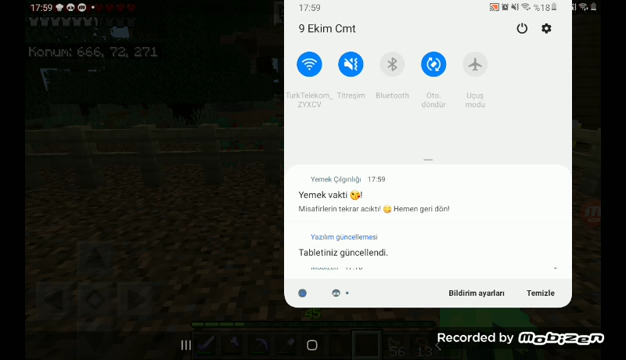 17:59
Konum: 666, 72, 271
17:59
%18
9 Ekim Cmt
TurkTelekom_
ZYXCV
Titreşim
Bluetooth
Oto.
döndür
Uçuş
modu
Yemek Çılgınlığı 17:59
Yemek vakti 😘!
Misafirlerin tekrar acıktı! 😋 Hemen geri dön!
Yazılım güncellemesi
Tabletiniz güncellendi.
Bildirim ayarları
Temizle
45
Recorded by mobizen